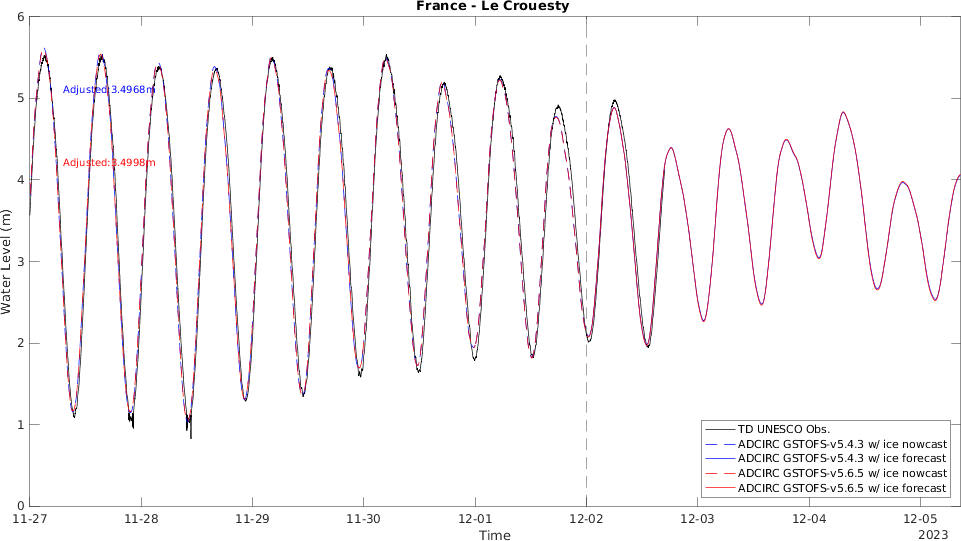 France - Le Crouesty
6
5
4
3
2
1
0
Water Level (m)
Adjusted:3.4968m
Adjusted:3.4998m
TD UNESCO Obs.
ADCIRC GSTOFS-v5.4.3 w/ ice nowcast
ADCIRC GSTOFS-v5.4.3 w/ ice forecast
ADCIRC GSTOFS-v5.6.5 w/ ice nowcast
ADCIRC GSTOFS-v5.6.5 w/ ice forecast
11-27 11-28 11-29 11-30 12-01 12-02 12-03 12-04 12-05
Time
2023